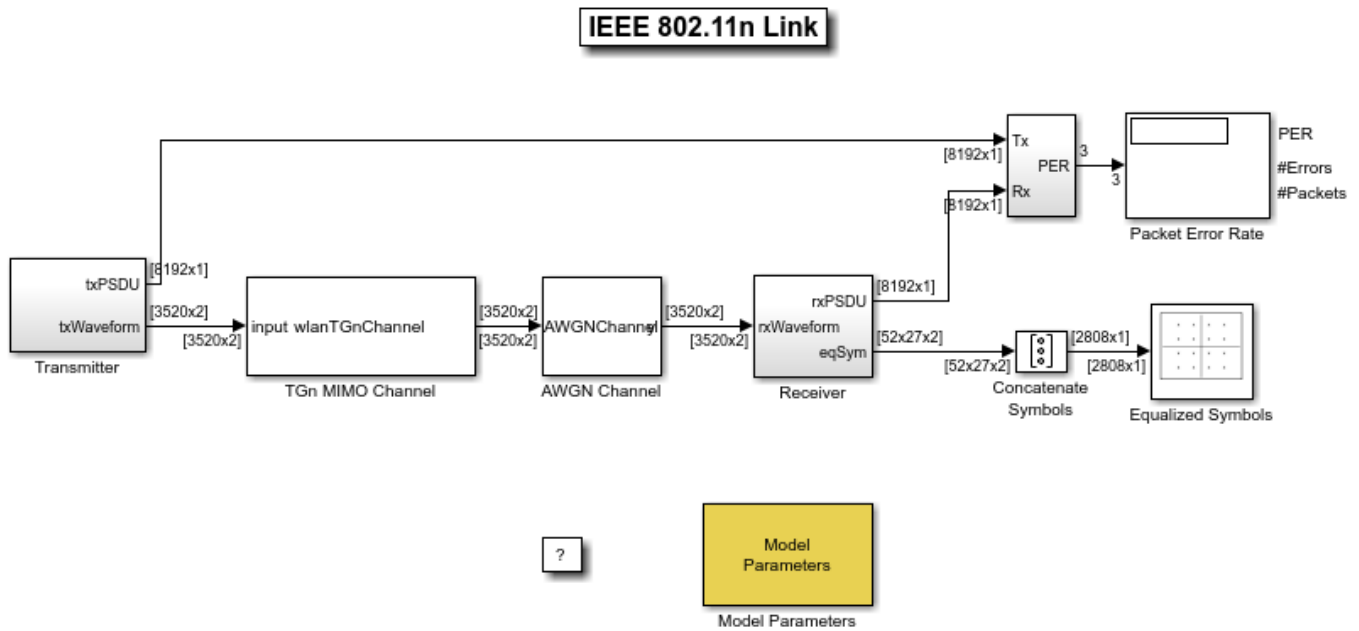 IEEE 802.11n Link
Tx
[8192x1]
PER
3
3
Rx
[8192x1]
PER
#Errors
#Packets
Packet Error Rate
txPSDU
[8192x1]
txWaveform
[3520x2]
[3520x2]
Transmitter
input wlanTGnChannel
[3520x2]
[3520x2]
TGn MIMO Channel
AWGNChannel
y
[3520x2]
[3520x2]
AWGN Channel
rxWaveform
rxPSDU
[8192x1]
eqSym
[52x27x2]
[52x27x2]
Receiver
[2808x1]
[2808x1]
Concatenate
Symbols
Equalized Symbols
?
Model
Parameters
Model Parameters